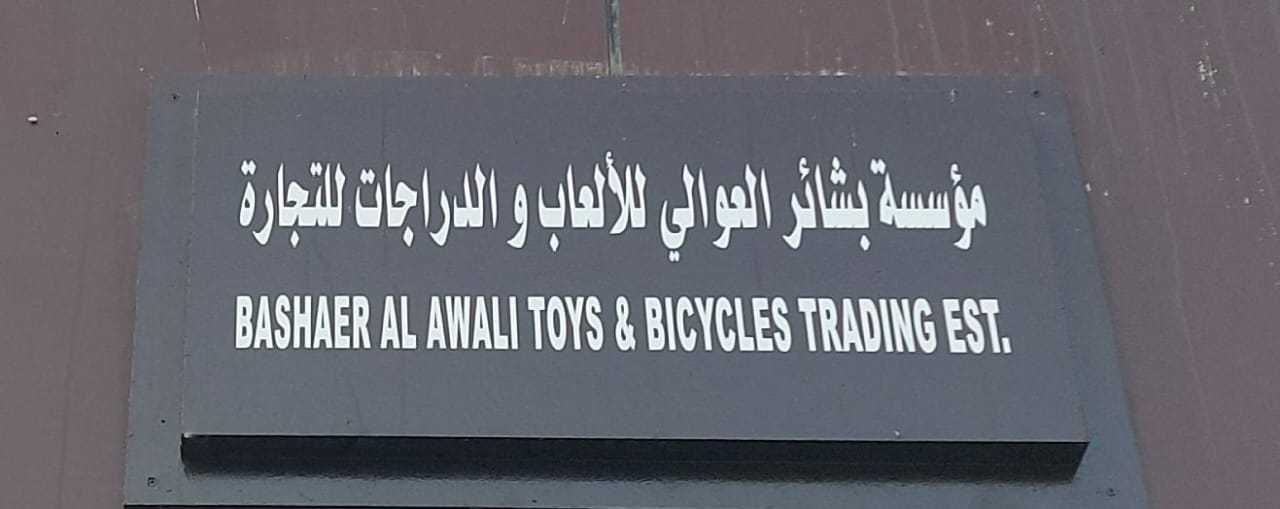 مؤسسة بشائر العوالي للألعاب و الدراجات للتجارة
BASHAER AL AWALI TOYS & BICYCLES TRADING EST.